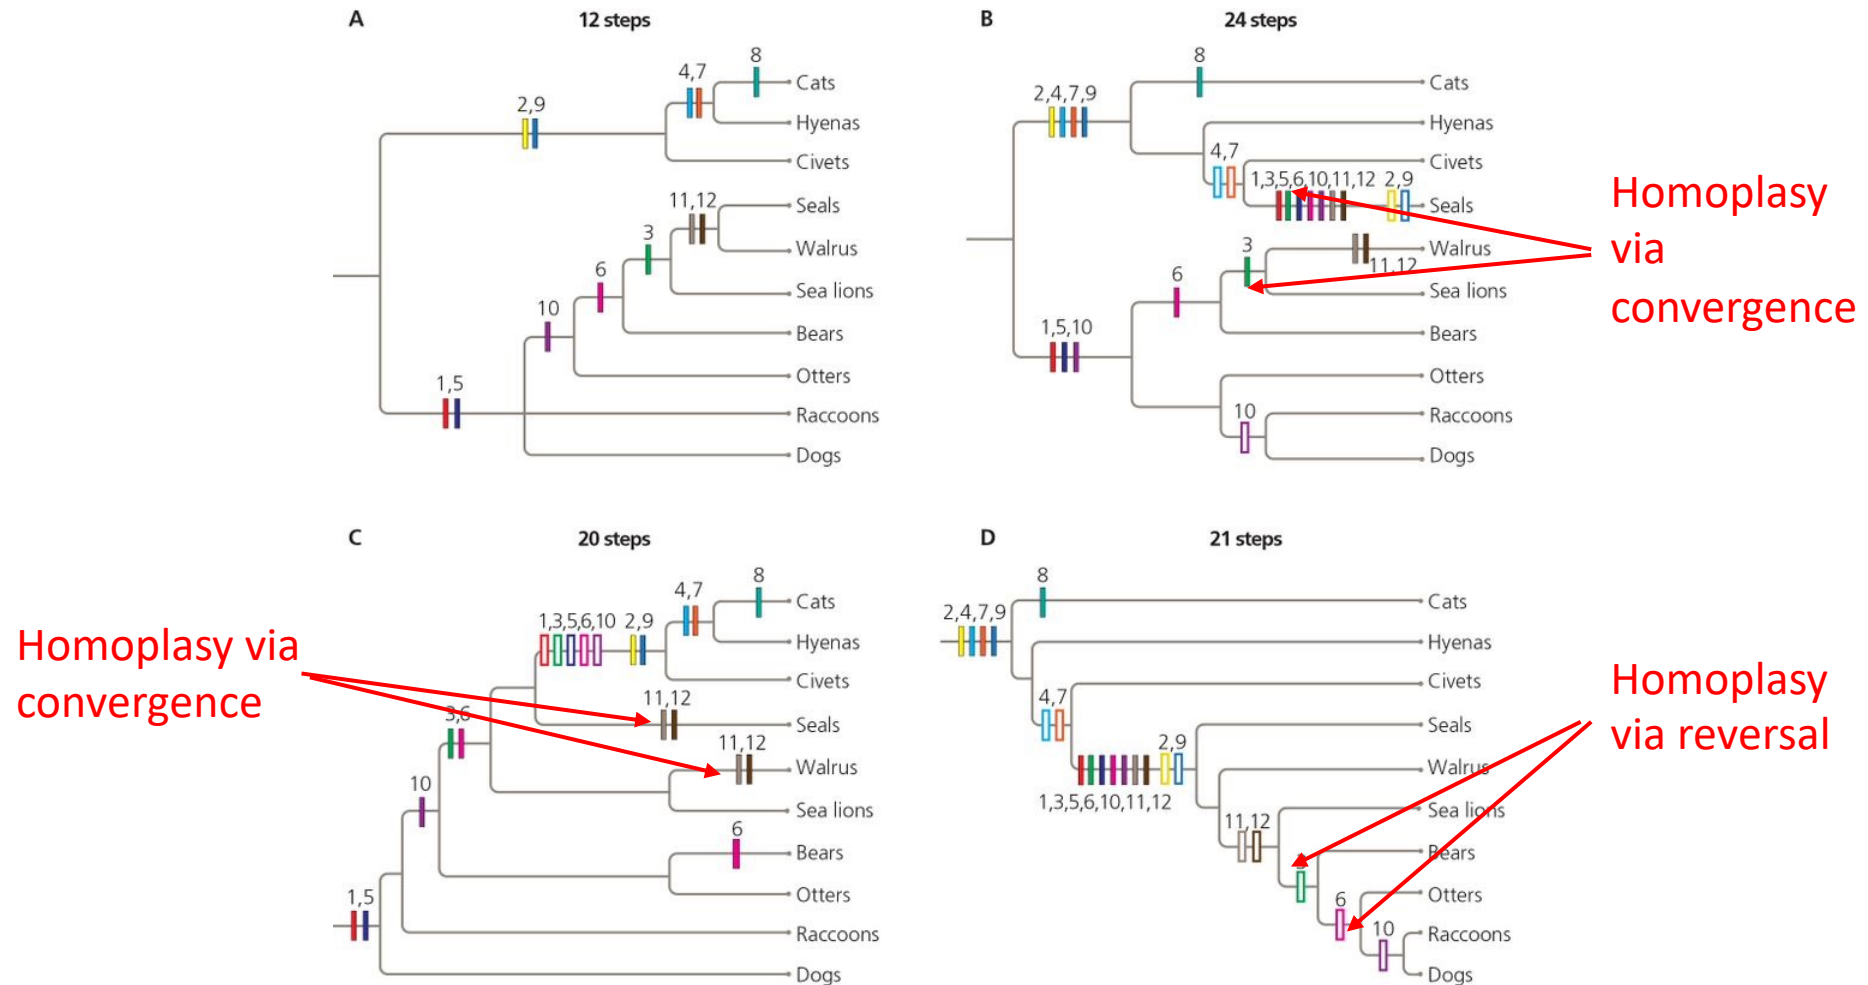 A
12 steps
8
4,7
Cats
2,9
Hyenas
Civets
11,12
Seals
3
Walrus
6
Sea lions
10
Bears
Otters
1,5
Raccoons
Dogs
B
24 steps
8
Cats
2,4,7,9
Hyenas
4,7
Civets
1,3,5,6,10,11,12
2,9
Seals
3
Walrus
11,12
6
Sea lions
1,5,10
Bears
Otters
10
Raccoons
Dogs
Homoplasy
via
convergence
C
20 steps
8
4,7
Cats
1,3,5,6,10
2,9
Hyenas
Civets
11,12
3,6
Seals
11,12
Walrus
10
Sea lions
6
Bears
Otters
1,5
Raccoons
Dogs
Homoplasy via
convergence
D
21 steps
8
Cats
2,4,7,9
Hyenas
Civets
4,7
Seals
2,9
Walrus
1,3,5,6,10,11,12
Sea lions
11,12
Bears
Otters
6
10
Raccoons
Dogs
Homoplasy
via reversal